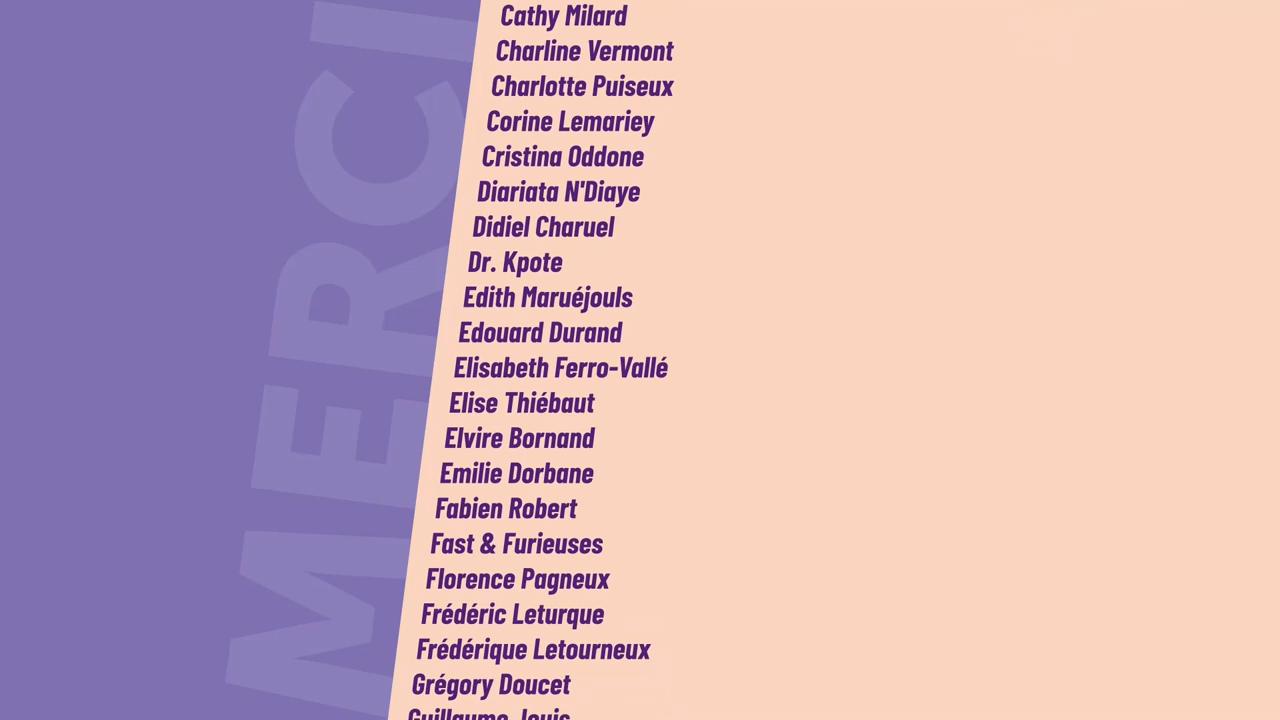 MERCI
Cathy Milard
Charline Vermont
Charlotte Puiseux
Corine Lemariey
Cristina Oddone
Diariata N'Diaye
Didiel Charuel
Dr. Kpote
Edith Maruéjouls
Edouard Durand
Elisabeth Ferro-Vallé
Elise Thiébaut
Elvire Bornand
Emilie Dorbane
Fabien Robert
Fast & Furieuses
Florence Pagneux
Frédéric Leturque
Frédérique Letourneux
Grégory Doucet
Guillaume Jouis